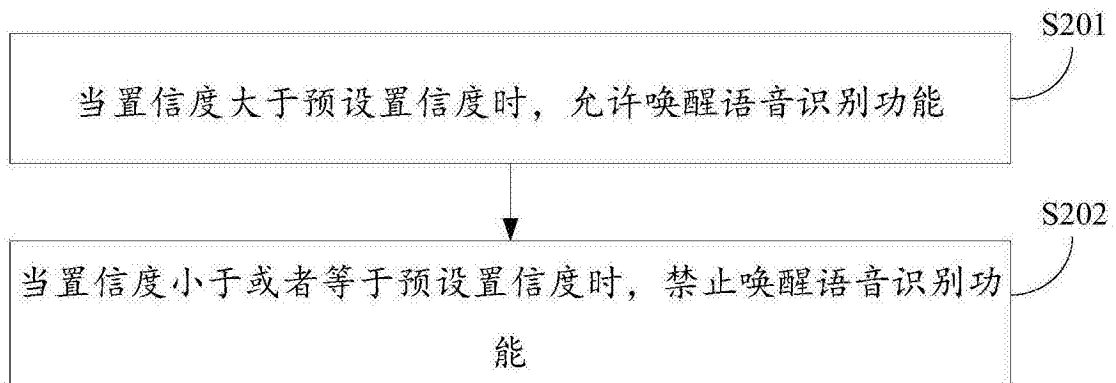 S201
当置信度大于预设置信度时，允许唤醒语音识别功能
S202
当置信度小于或者等于预设置信度时，禁止唤醒语音识别功
能